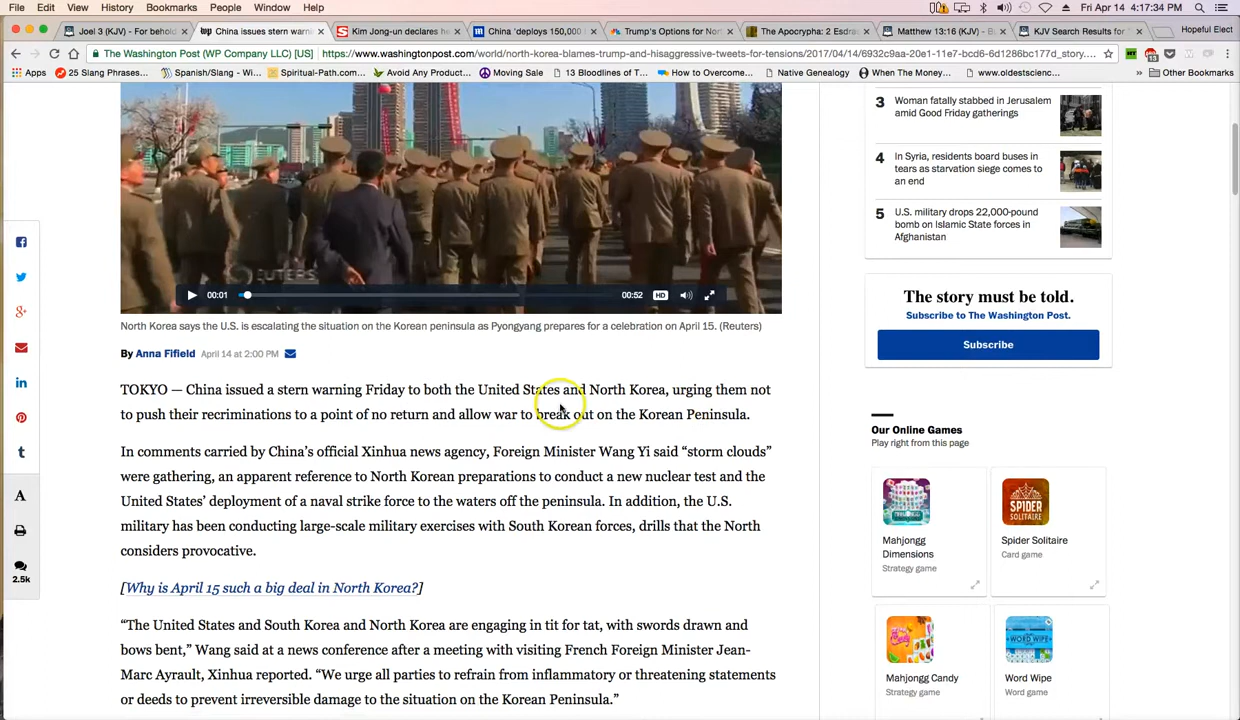 File Edit View History Bookmarks People Window Help Fri Apr 14 4:17:34 PM
Joel 3 (KJV) - For behold China issues stern warni Kim Jong-un declares he China 'deploys 150,000 Trump's Options for Nor The Apocrypha: 2 Esdra Matthew 13:16 (KJV) - B KJV Search Results for " Hopeful Elect
The Washington Post (WP Company LLC) [US] https://www.washingtonpost.com/world/north-korea-blames-trump-and-hisaggressive-tweets-for-tensions/2017/04/14/6932c9aa-20e1-11e7-bcd6-6d1286bc177d_story.... 13
Apps 25 Slang Phrases... Spanish/Slang - Wi... Spiritual-Path.com... Avoid Any Product... Moving Sale 13 Bloodlines of T... How to Overcome... Native Genealogy When The Money... www.oldestscienc... » Other Bookmarks
3 Woman fatally stabbed in Jerusalem
amid Good Friday gatherings
4 In Syria, residents board buses in
tears as starvation siege comes to
an end
5 U.S. military drops 22,000-pound
bomb on Islamic State forces in
Afghanistan
REUTERS
00:01 00:52 HD
North Korea says the U.S. is escalating the situation on the Korean peninsula as Pyongyang prepares for a celebration on April 15. (Reuters)
By Anna Fifield April 14 at 2:00 PM
TOKYO — China issued a stern warning Friday to both the United States and North Korea, urging them not
to push their recriminations to a point of no return and allow war to break out on the Korean Peninsula.
In comments carried by China's official Xinhua news agency, Foreign Minister Wang Yi said “storm clouds”
were gathering, an apparent reference to North Korean preparations to conduct a new nuclear test and the
United States' deployment of a naval strike force to the waters off the peninsula. In addition, the U.S.
military has been conducting large-scale military exercises with South Korean forces, drills that the North
considers provocative.
[Why is April 15 such a big deal in North Korea?]
“The United States and South Korea and North Korea are engaging in tit for tat, with swords drawn and
bows bent,” Wang said at a news conference after a meeting with visiting French Foreign Minister Jean-
Marc Ayrault, Xinhua reported. “We urge all parties to refrain from inflammatory or threatening statements
or deeds to prevent irreversible damage to the situation on the Korean Peninsula.”
A
2.5k
The story must be told.
Subscribe to The Washington Post.
Subscribe
Our Online Games
Play right from this page
SPIDER
SOLITAIRE
Mahjongg
Dimensions
Strategy game
Spider Solitaire
Card game
WORD WIPE
Mahjongg Candy
Strategy game
Word Wipe
Word game